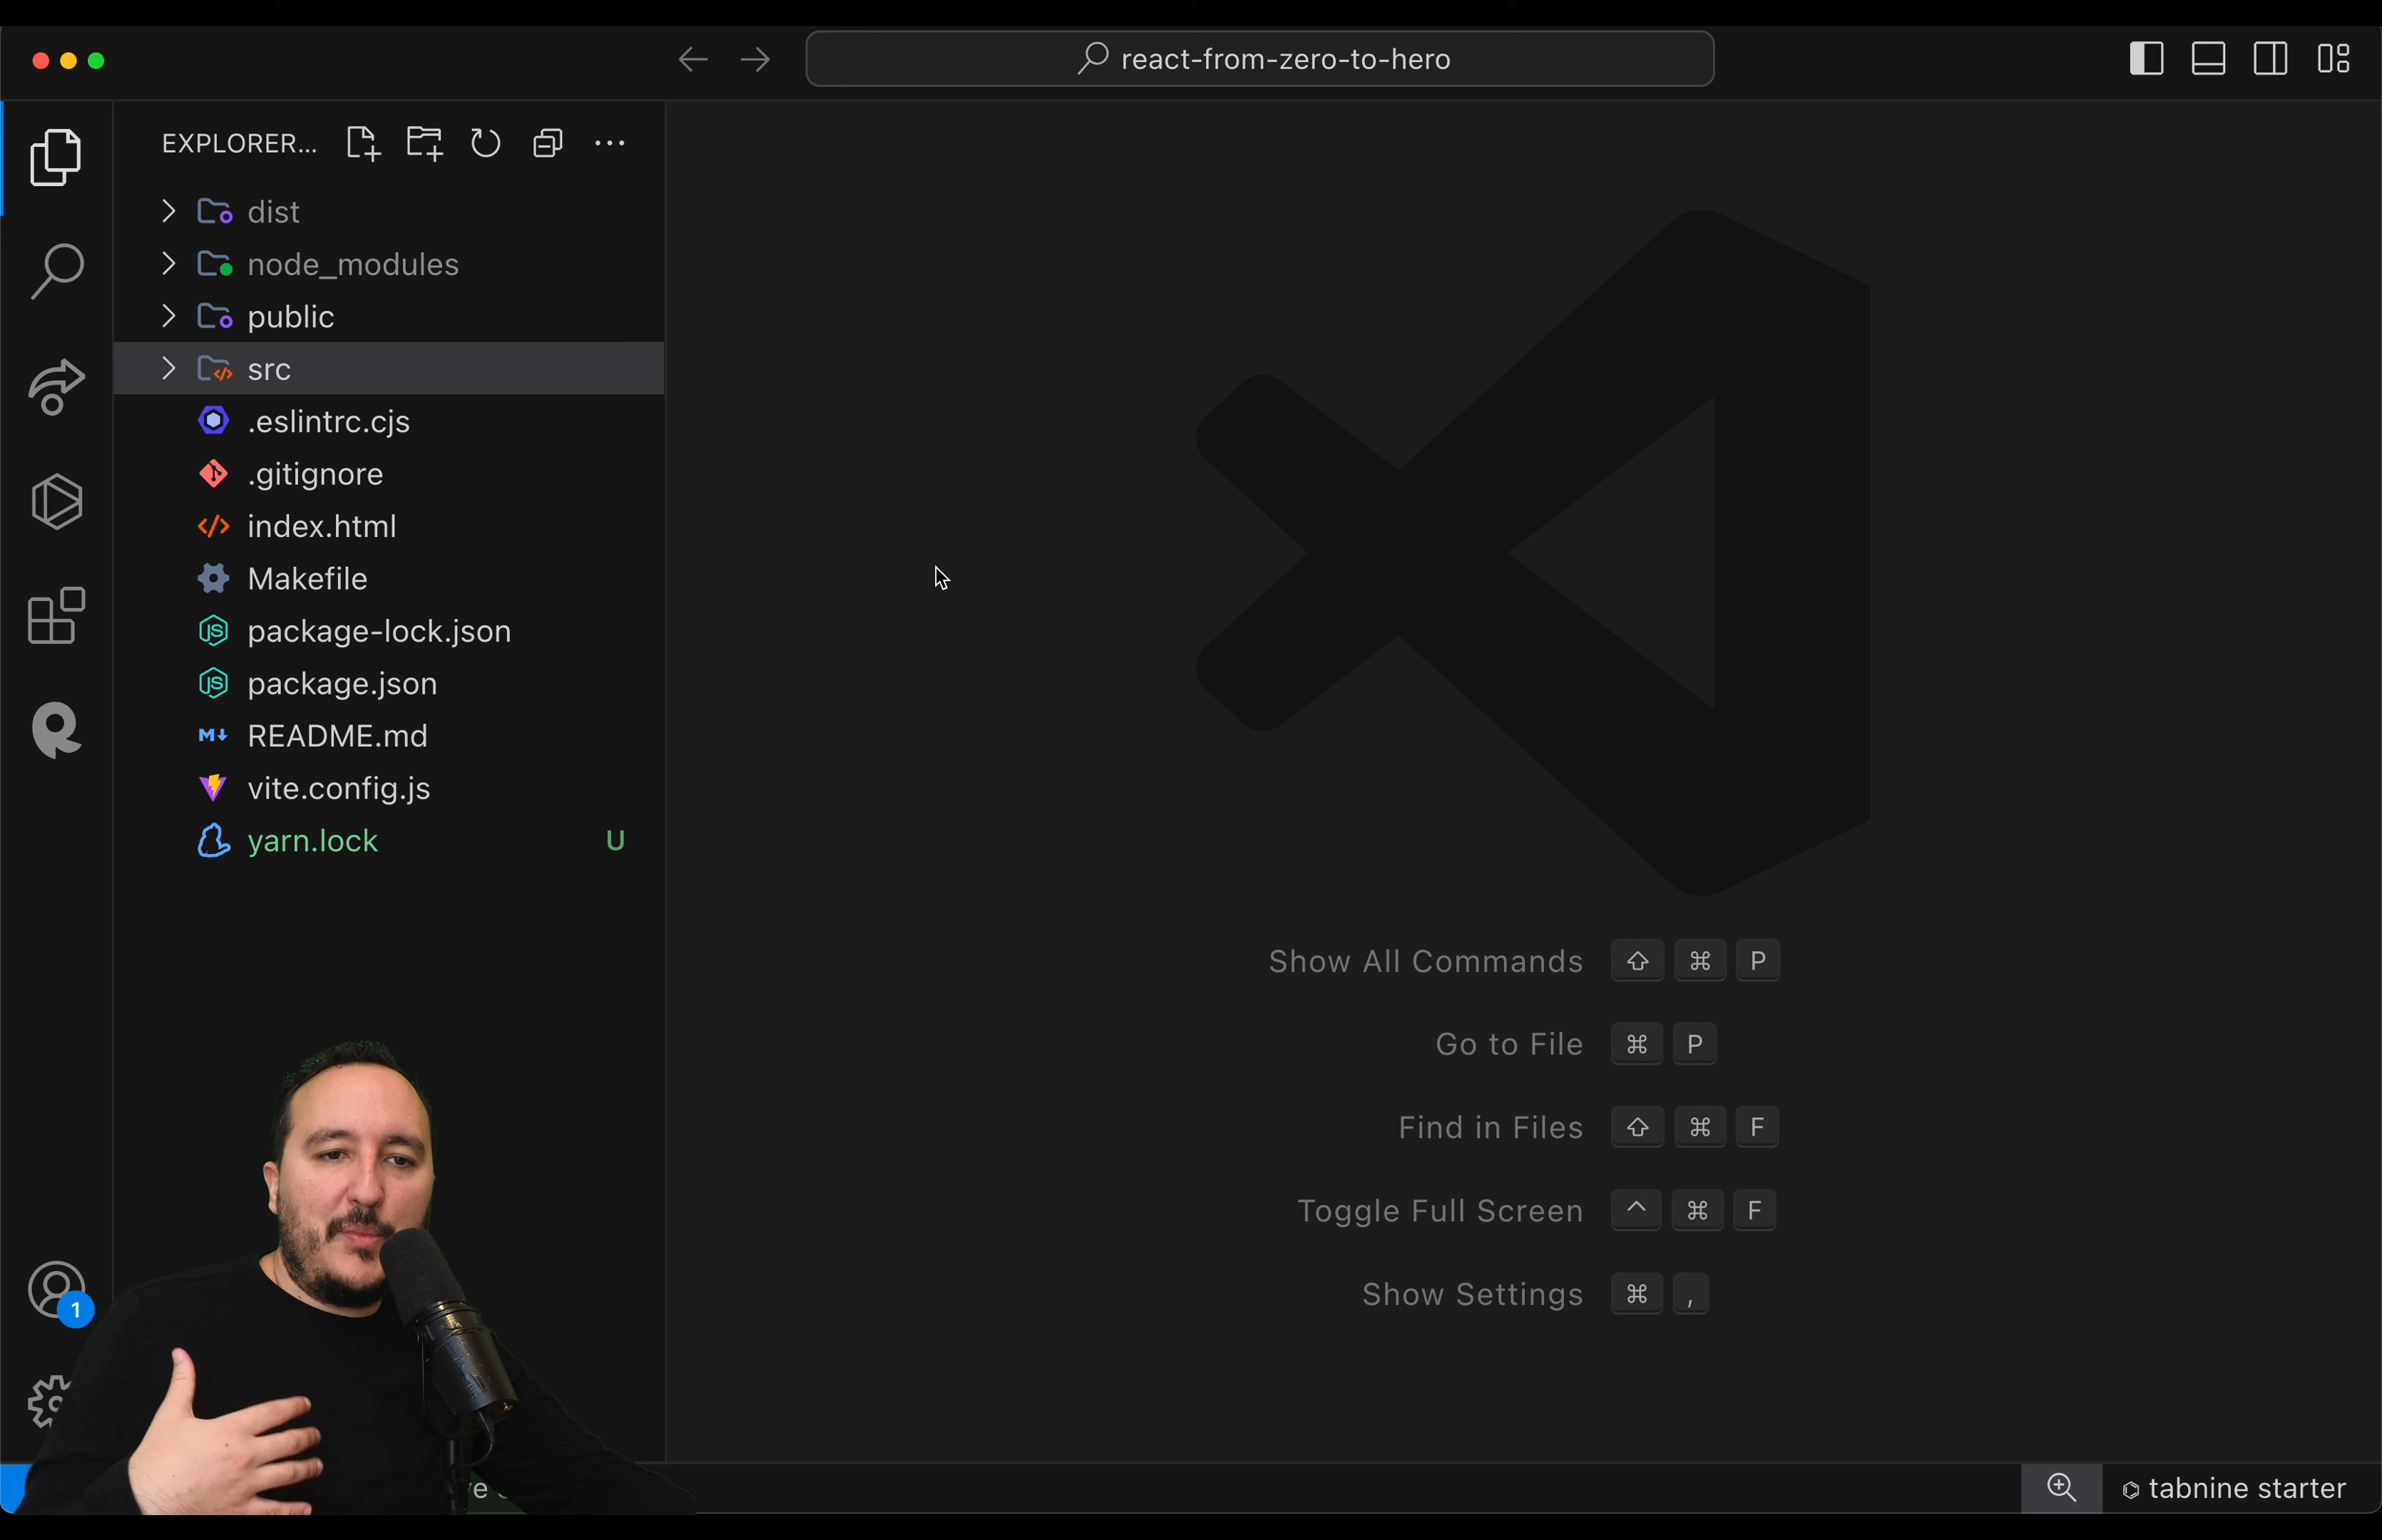 react-from-zero-to-hero
EXPLORER...
dist
node_modules
public
src
.eslintrc.cjs
.gitignore
index.html
Makefile
package-lock.json
package.json
README.md
vite.config.js
yarn.lock U
Show All Commands ⇧ ⌘ P
Go to File ⌘ P
Find in Files ⇧ ⌘ F
Toggle Full Screen ^ ⌘ F
Show Settings ⌘ ,
1
tabnine starter